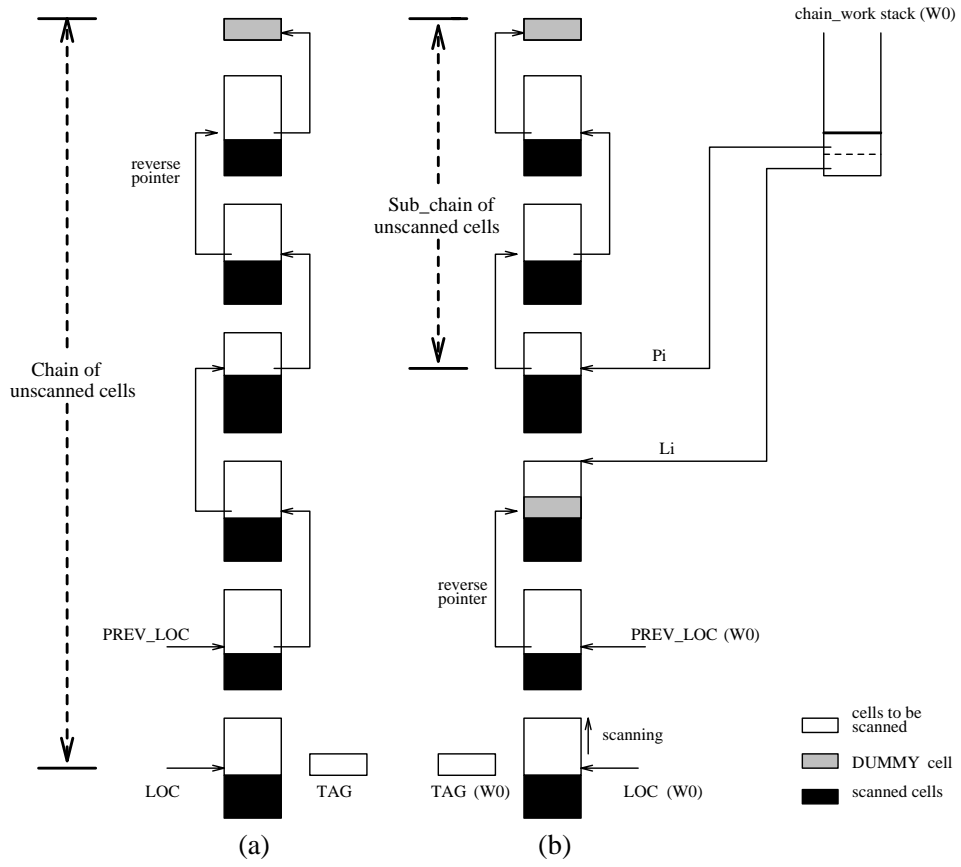 chain_work stack (W0)
reverse
pointer
Sub_chain of
unscanned cells
Chain of
unscanned cells
Pi
Li
reverse
pointer
PREV_LOC
PREV_LOC (W0)
cells to be
scanned
scanning
DUMMY cell
LOC
TAG
TAG (W0)
LOC (W0)
scanned cells
(a)
(b)